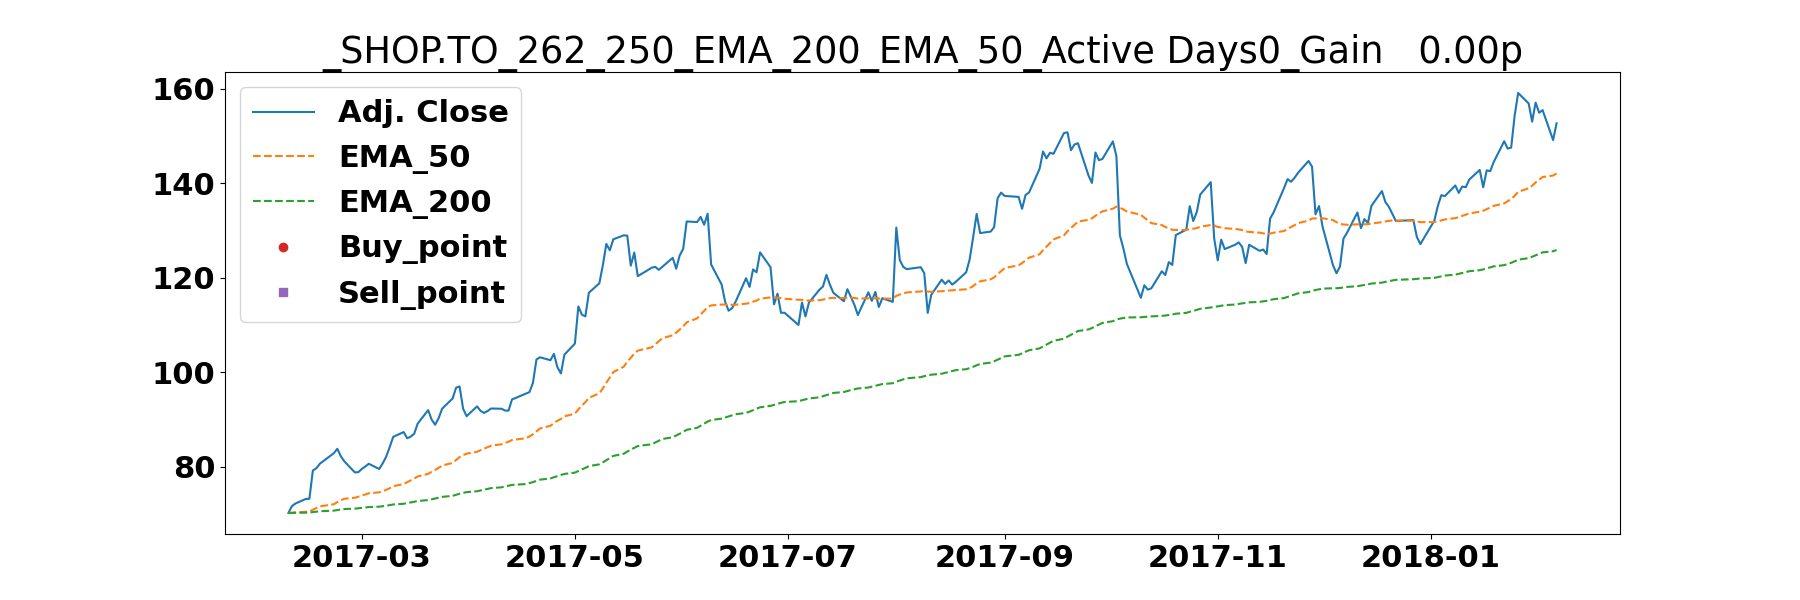 _SHOP.TO_262_250_EMA_200_EMA_50_Active Days0_Gain   0.00p
160
140
120
100
80
Adj. Close
EMA_50
EMA_200
Buy_point
Sell_point
2017-03 2017-05 2017-07 2017-09 2017-11 2018-01